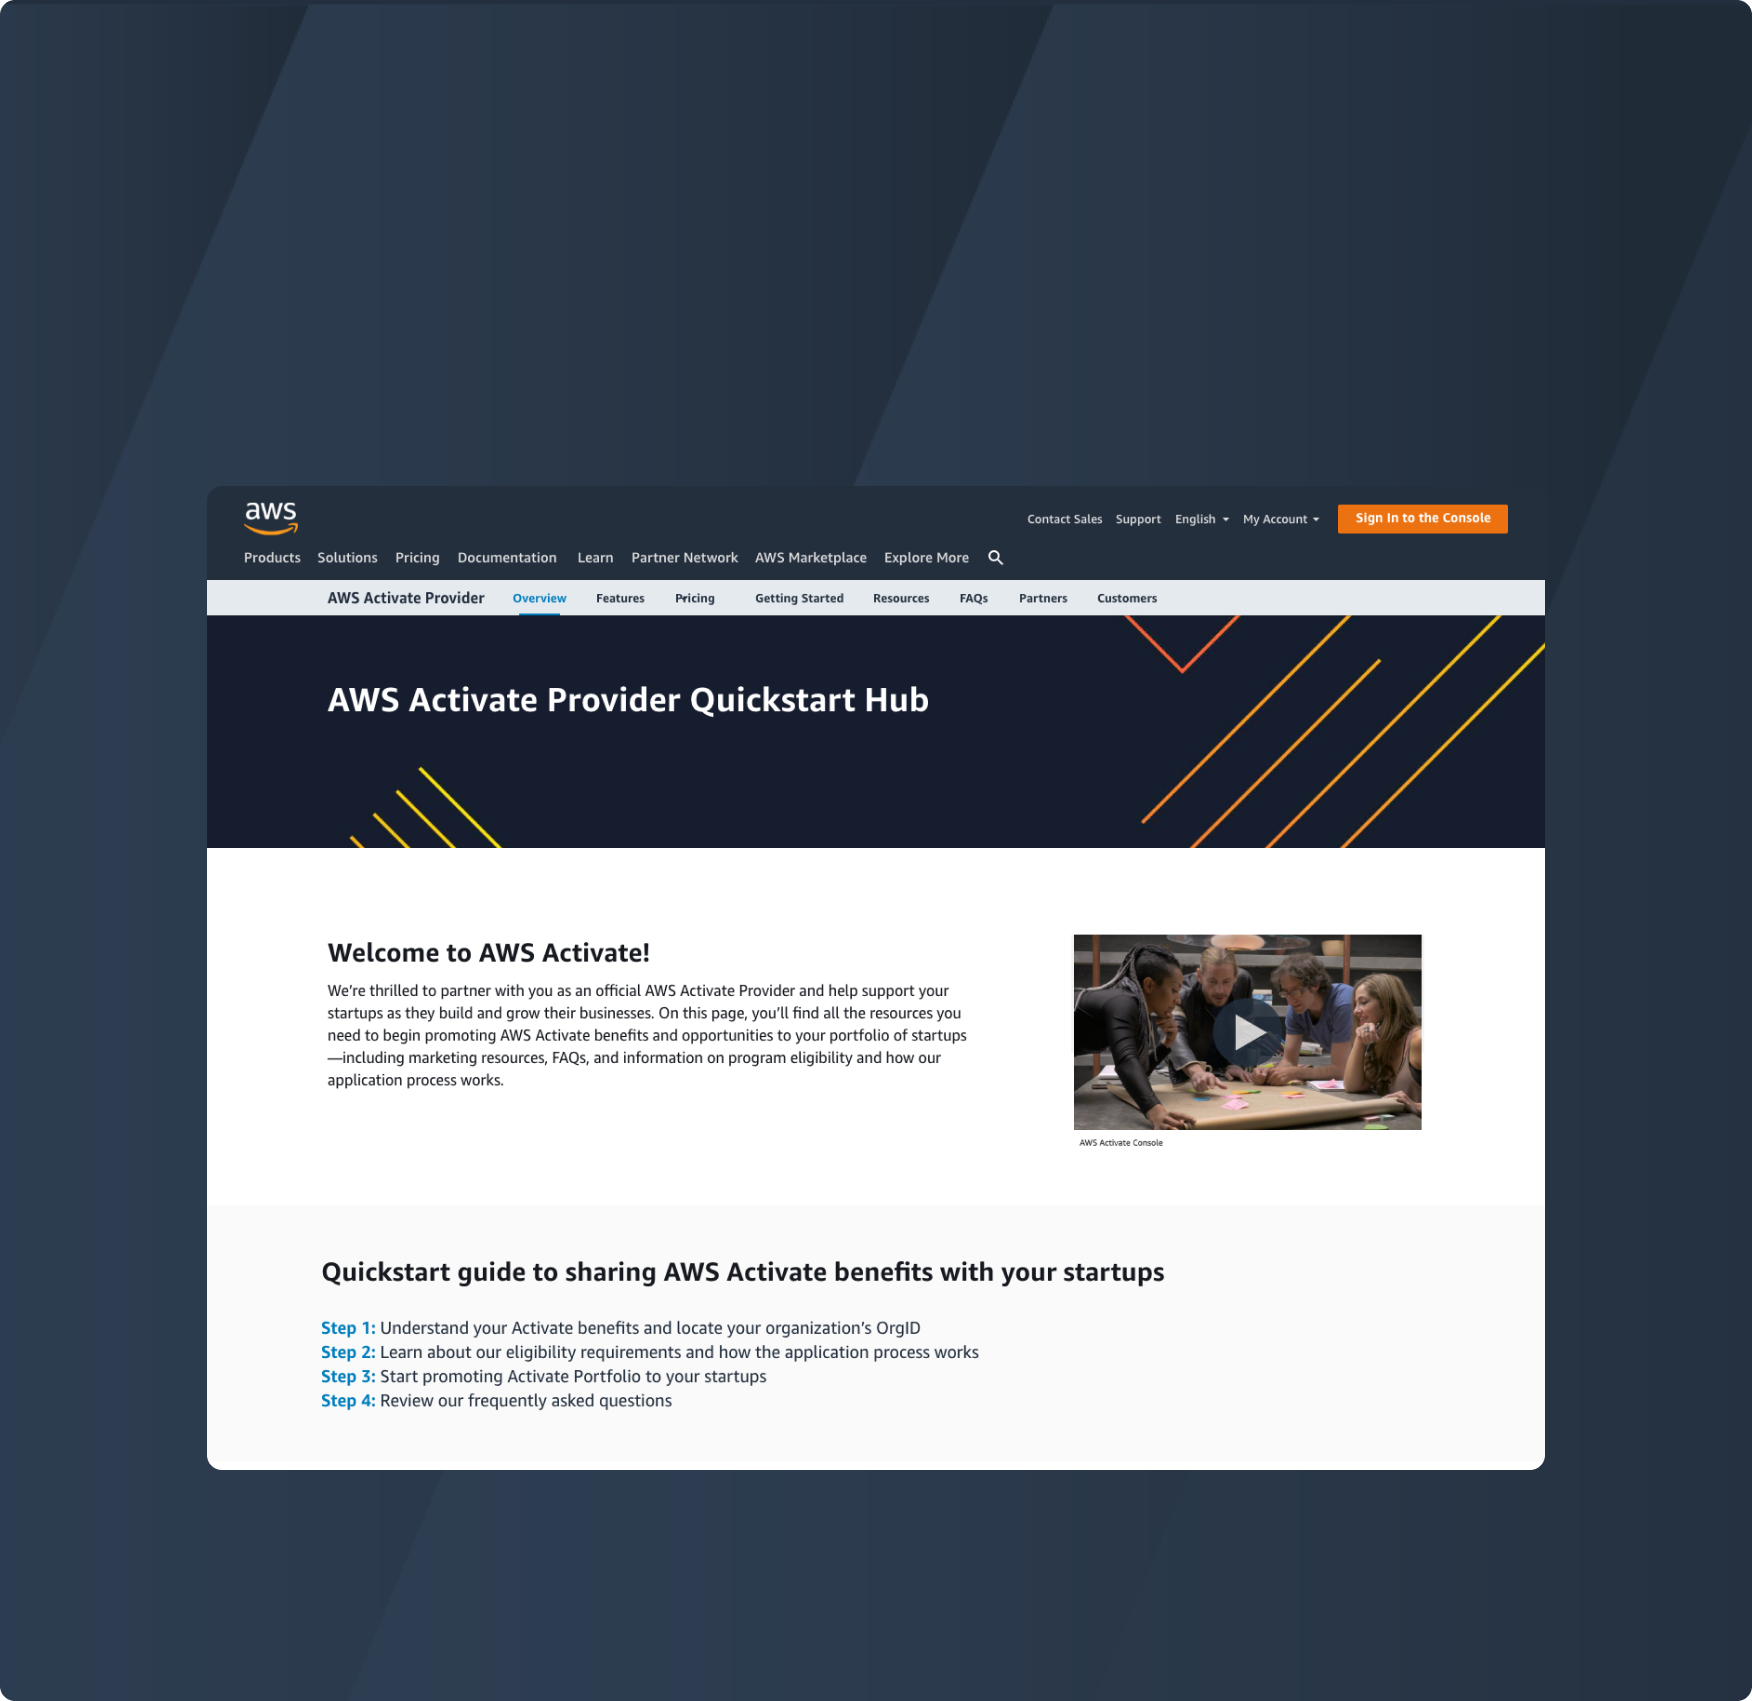 aws
Contact Sales Support English My Account Sign In to the Console
Products Solutions Pricing Documentation Learn Partner Network AWS Marketplace Explore More
AWS Activate Provider Overview Features Pricing Getting Started Resources FAQs Partners Customers
AWS Activate Provider Quickstart Hub
Welcome to AWS Activate!
We’re thrilled to partner with you as an official AWS Activate Provider and help support your
startups as they build and grow their businesses. On this page, you’ll find all the resources you
need to begin promoting AWS Activate benefits and opportunities to your portfolio of startups
—including marketing resources, FAQs, and information on program eligibility and how our
application process works.
AWS Activate Console
Quickstart guide to sharing AWS Activate benefits with your startups
Step 1: Understand your Activate benefits and locate your organization’s OrgID
Step 2: Learn about our eligibility requirements and how the application process works
Step 3: Start promoting Activate Portfolio to your startups
Step 4: Review our frequently asked questions